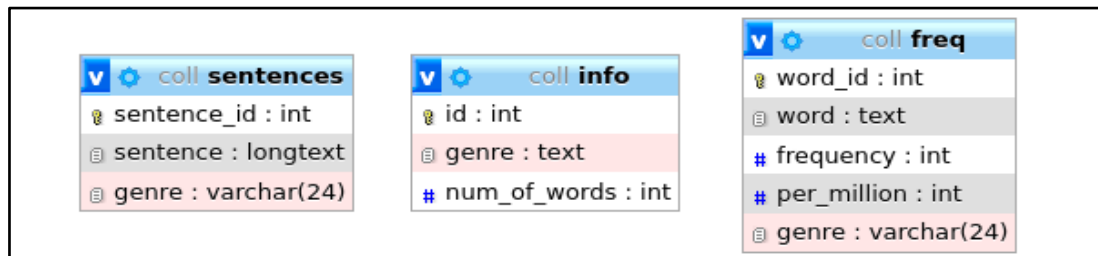 v coll sentences
sentence_id : int
sentence : longtext
genre : varchar(24)
v coll info
id : int
genre : text
# num_of_words : int
v coll freq
word_id : int
word : text
# frequency : int
# per_million : int
genre : varchar(24)